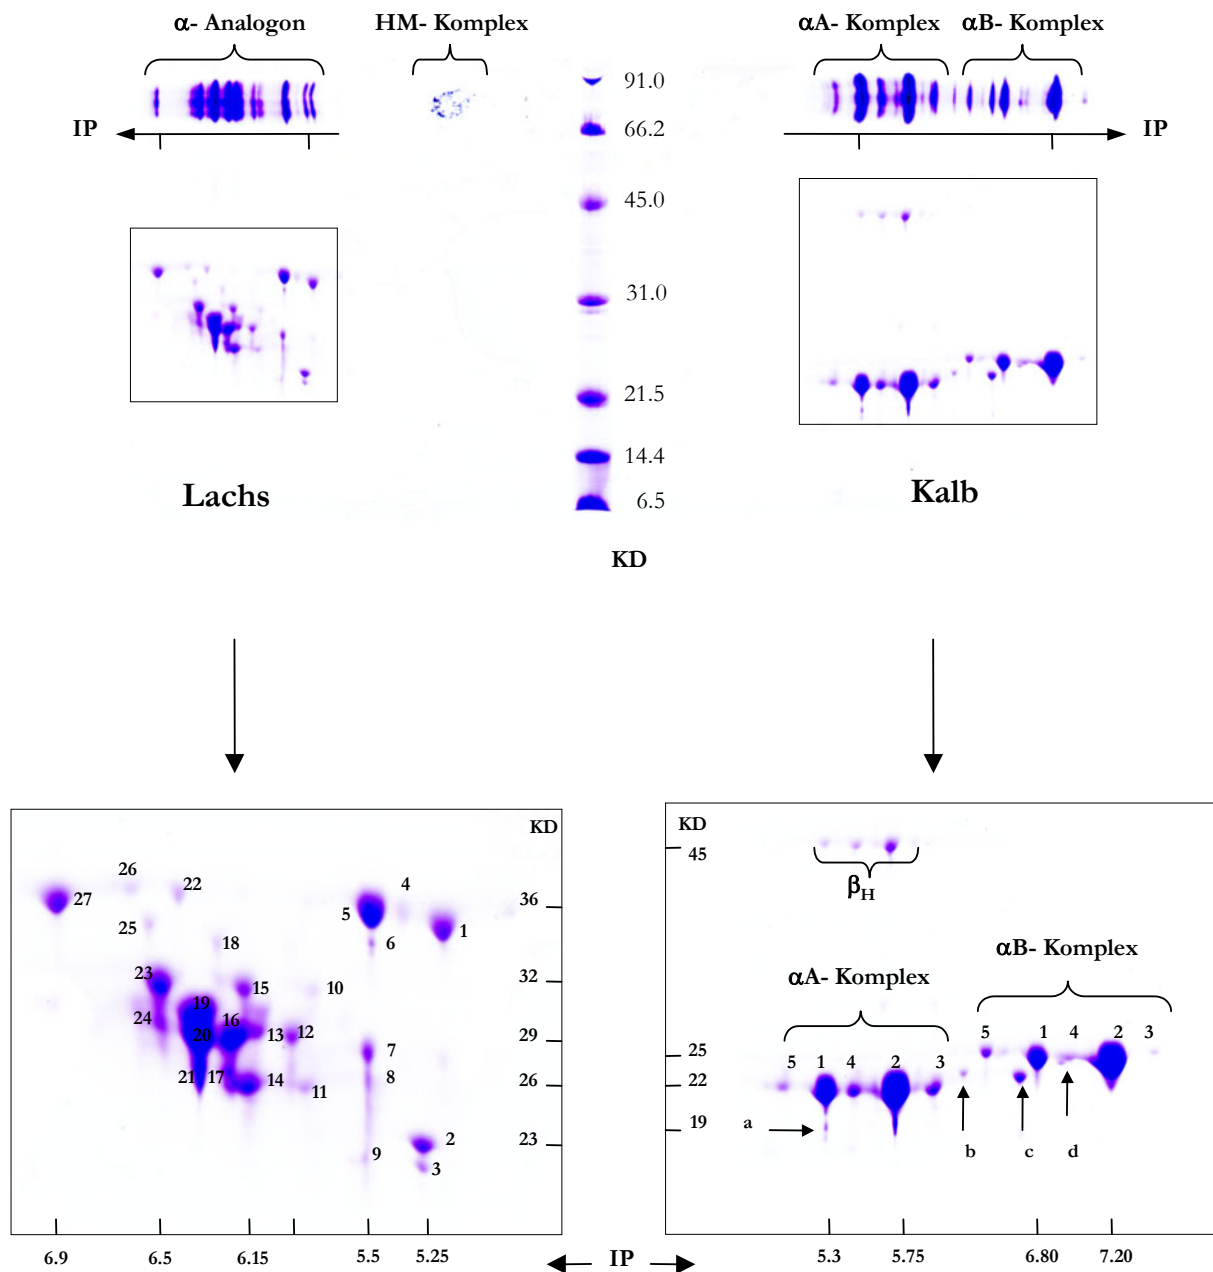 α- Analogon HM- Komplex αA- Komplex αB- Komplex
91.0
IP 66.2 IP
45.0
31.0
21.5
14.4
6.5
Lachs Kalb
KD
KD
26 22 4
27 36
5 1
25 18 6
23 15 10 32
24 19 16
20 13 12 29
7
21 17 14 8 11 26
2 23
9 3
6.9 6.5 6.15 5.5 5.25
KD
45
βH
αB- Komplex
αA- Komplex
5 1 4 2 3
25
5 1 4 2 3
22
a 19
b c d
5.3 5.75 6.80 7.20
IP